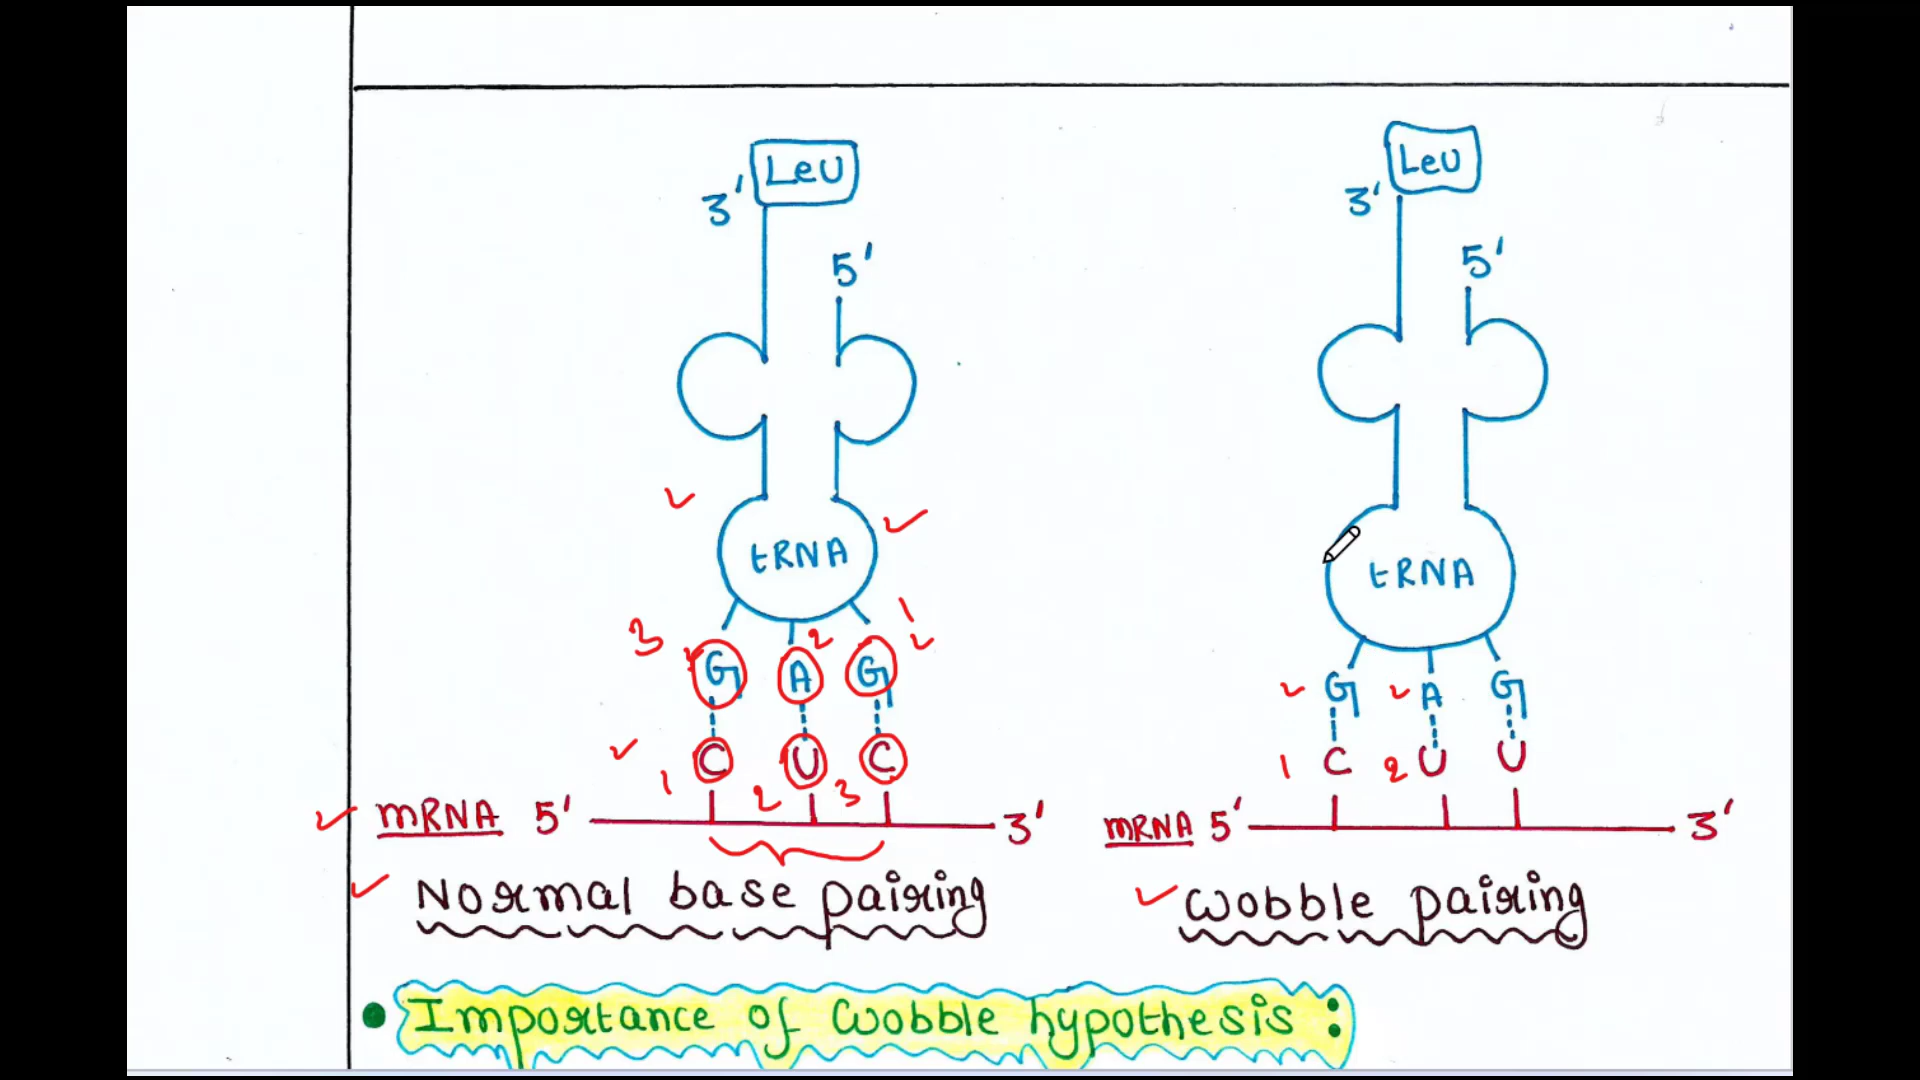 Leu Leu
3' 3'
5' 5'
tRNA tRNA
3 2 1
G A G G A G
C U C 1 C 2 U U
1 2 3
mRNA 5' 3' mRNA 5' 3'
Normal base pairing wobble pairing
• Importance of wobble hypothesis: